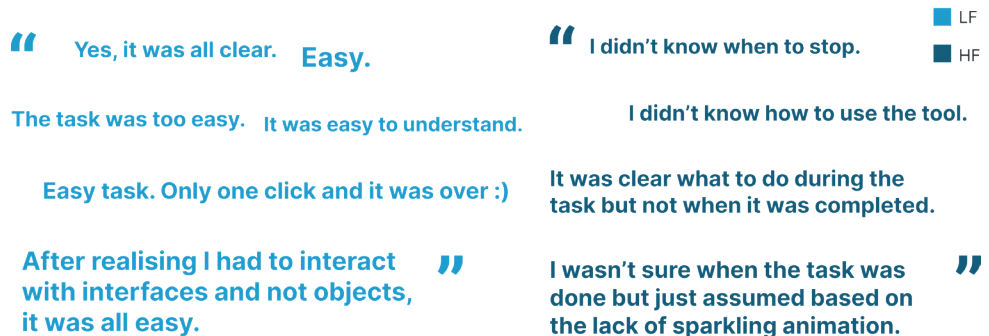 “ Yes, it was all clear. Easy.
The task was too easy. It was easy to understand.
Easy task. Only one click and it was over :)
After realising I had to interact
with interfaces and not objects,
it was all easy. ”
“ I didn’t know when to stop.
I didn’t know how to use the tool.
It was clear what to do during the
task but not when it was completed.
I wasn’t sure when the task was
done but just assumed based on
the lack of sparkling animation. ”
LF
HF